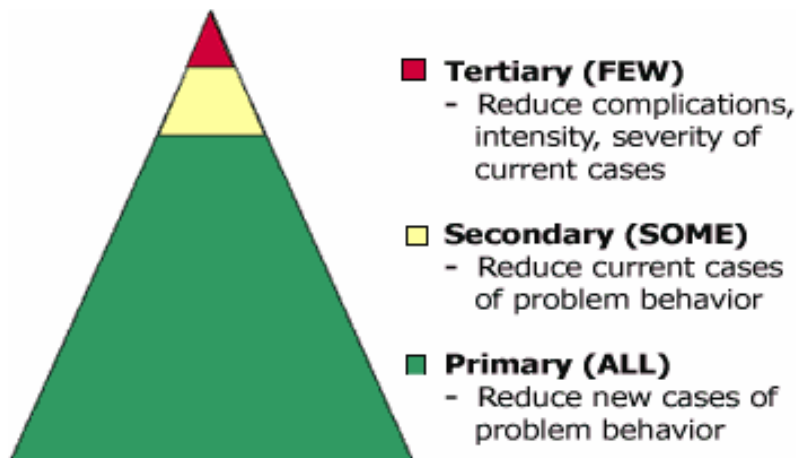 Tertiary (FEW)
- Reduce complications,
intensity, severity of
current cases
Secondary (SOME)
- Reduce current cases
of problem behavior
Primary (ALL)
- Reduce new cases of
problem behavior